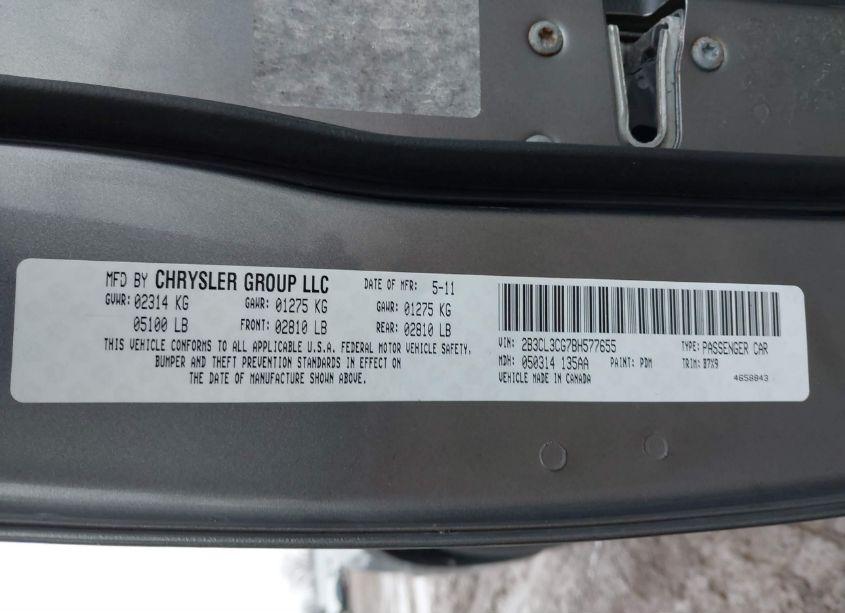 MFD BY CHRYSLER GROUP LLC DATE OF MFR: 5-11
GVWR: 02314 KG GAWR: 01275 KG GAWR: 01275 KG
05100 LB FRONT: 02810 LB REAR: 02810 LB
THIS VEHICLE CONFORMS TO ALL APPLICABLE U.S.A. FEDERAL MOTOR VEHICLE SAFETY,
BUMPER AND THEFT PREVENTION STANDARDS IN EFFECT ON
THE DATE OF MANUFACTURE SHOWN ABOVE.
VIN: 2B3CL3CG7BH577655 TYPE: PASSENGER CAR
MDH: 050314 135AA PAINT: PDM TRIM: B7X9
VEHICLE MADE IN CANADA 4658843